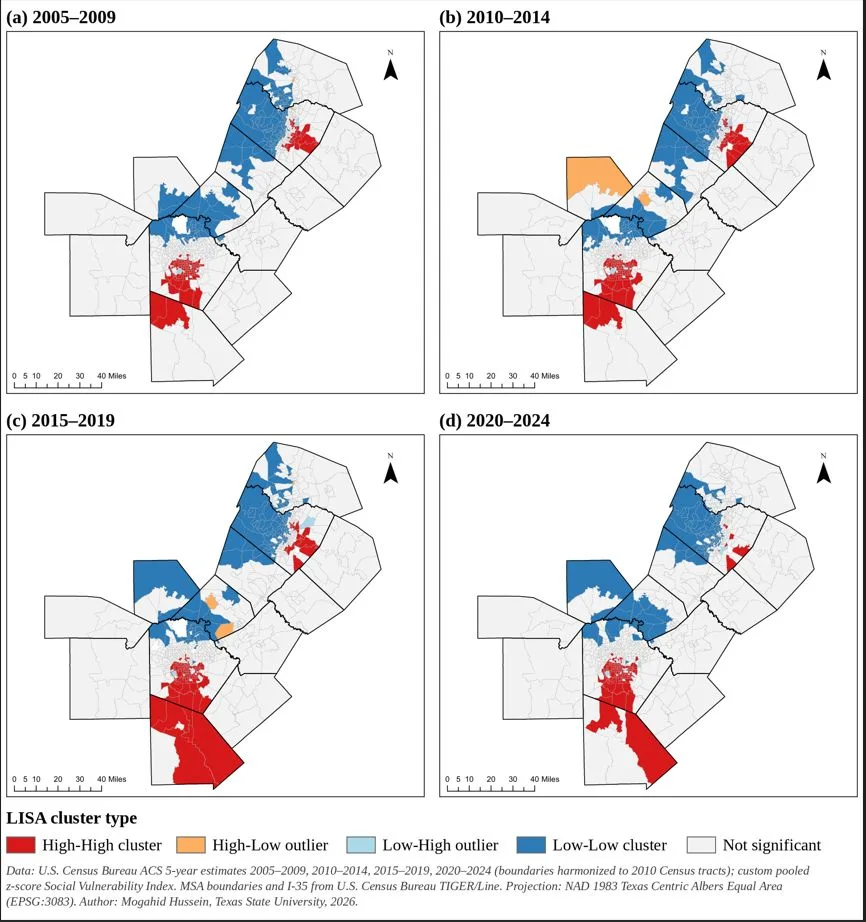 (a) 2005–2009
(b) 2010–2014
N
N
0 5 10 20 30 40 Miles
0 5 10 20 30 40 Miles
(c) 2015–2019
(d) 2020–2024
N
N
0 5 10 20 30 40 Miles
0 5 10 20 30 40 Miles
LISA cluster type
High-High cluster
High-Low outlier
Low-High outlier
Low-Low cluster
Not significant
Data: U.S. Census Bureau ACS 5-year estimates 2005–2009, 2010–2014, 2015–2019, 2020–2024 (boundaries harmonized to 2010 Census tracts); custom pooled
z-score Social Vulnerability Index. MSA boundaries and I-35 from U.S. Census Bureau TIGER/Line. Projection: NAD 1983 Texas Centric Albers Equal Area
(EPSG:3083). Author: Mogahid Hussein, Texas State University, 2026.